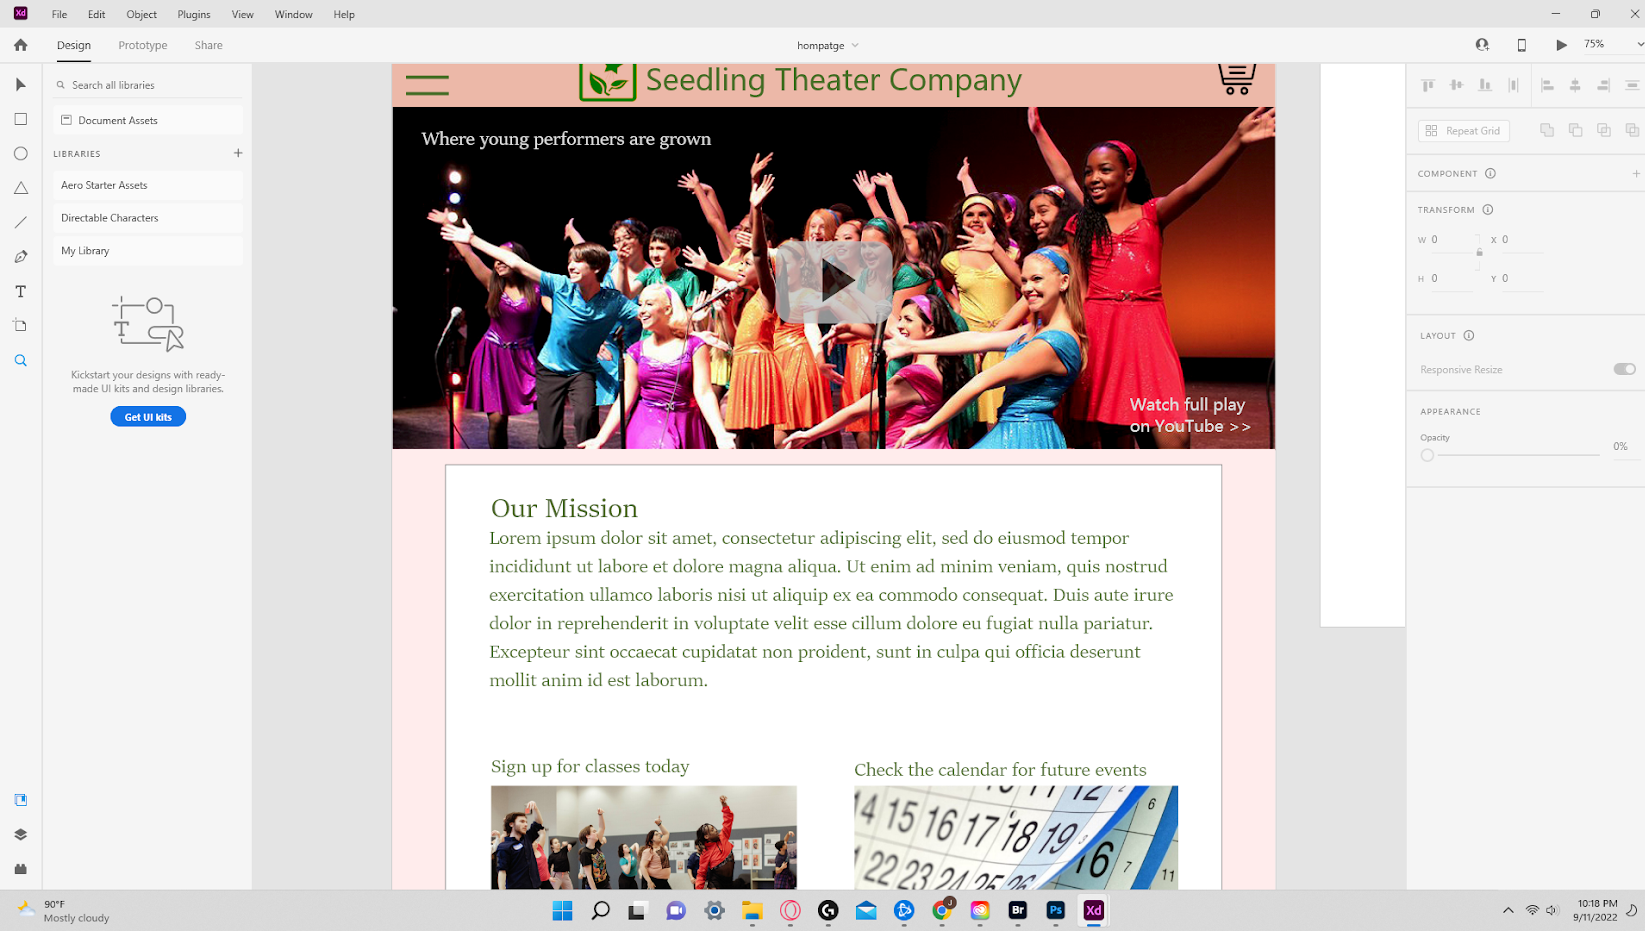 Xd
File
Edit
Object
Plugins
View
Window
Help
Design
Prototype
Share
hompatge
75%
Search all libraries
Document Assets
LIBRARIES
Aero Starter Assets
Directable Characters
My Library
T
Kickstart your designs with ready-
made UI kits and design libraries.
Get UI kits
Seedling Theater Company
Where young performers are grown
Watch full play
on YouTube >>
Our Mission
Lorem ipsum dolor sit amet, consectetur adipiscing elit, sed do eiusmod tempor
incididunt ut labore et dolore magna aliqua. Ut enim ad minim veniam, quis nostrud
exercitation ullamco laboris nisi ut aliquip ex ea commodo consequat. Duis aute irure
dolor in reprehenderit in voluptate velit esse cillum dolore eu fugiat nulla pariatur.
Excepteur sint occaecat cupidatat non proident, sunt in culpa qui officia deserunt
mollit anim id est laborum.
Sign up for classes today
Check the calendar for future events
11 12 6
14 15 16 17 18 19 3
16 7
22 23 24 25 26 11
Repeat Grid
COMPONENT
TRANSFORM
W 0
X 0
H 0
Y 0
LAYOUT
Responsive Resize
APPEARANCE
Opacity
0%
90°F
Mostly cloudy
J
Br
Ps
Xd
10:18 PM
9/11/2022